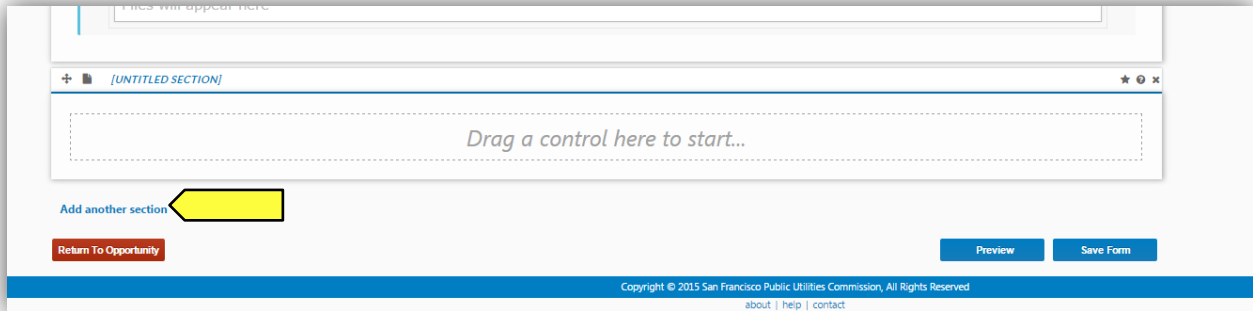 Files will appear here
[UNTITLED SECTION]
Drag a control here to start...
Add another section
Return To Opportunity
Preview
Save Form
Copyright © 2015 San Francisco Public Utilities Commission, All Rights Reserved
about | help | contact